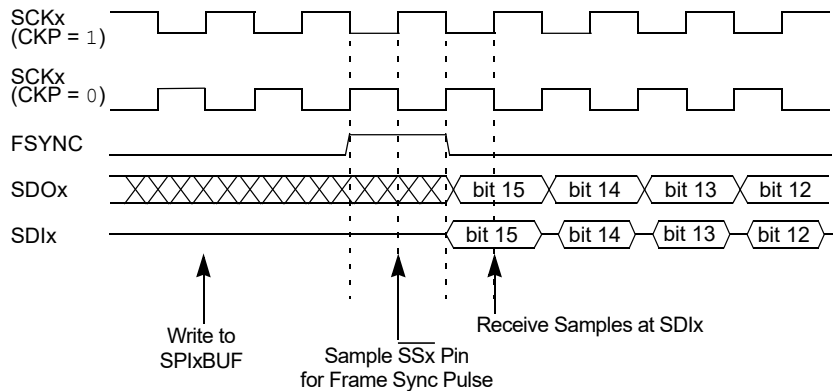 SCKx
(CKP = 1)
SCKx
(CKP = 0)
FSYNC
SDOx
bit 15
bit 14
bit 13
bit 12
SDIx
bit 15
bit 14
bit 13
bit 12
Write to
SPIxBUF
Sample SSx Pin
for Frame Sync Pulse
Receive Samples at SDIx